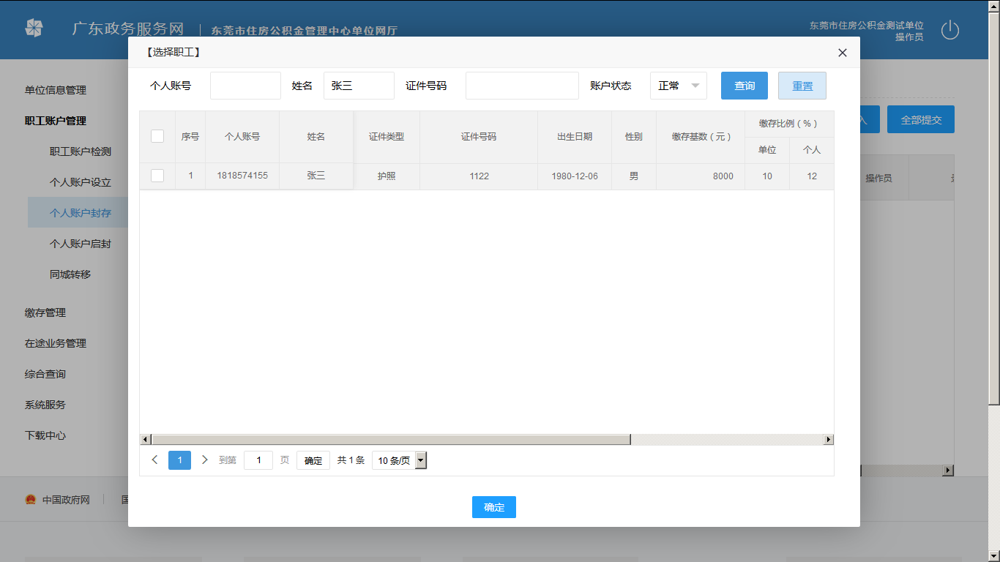 广东政务服务网 东莞市住房公积金管理中心单位网厅
东莞市住房公积金测试单位
操作员
【选择职工】
个人账号 姓名 张三 证件号码 账户状态 正常 查询 重置
序号 个人账号 姓名 证件类型 证件号码 出生日期 性别 缴存基数（元） 缴存比例（%）
单位 个人
1 1818574155 张三 护照 1122 1980-12-06 男 8000 10 12
1 到第 1 页 确定 共 1 条 10 条/页
确定
单位信息管理
职工账户管理
职工账户检测
个人账户设立
个人账户封存
个人账户启封
同城转移
缴存管理
在途业务管理
综合查询
系统服务
下载中心
入 全部提交
操作员
中国政府网